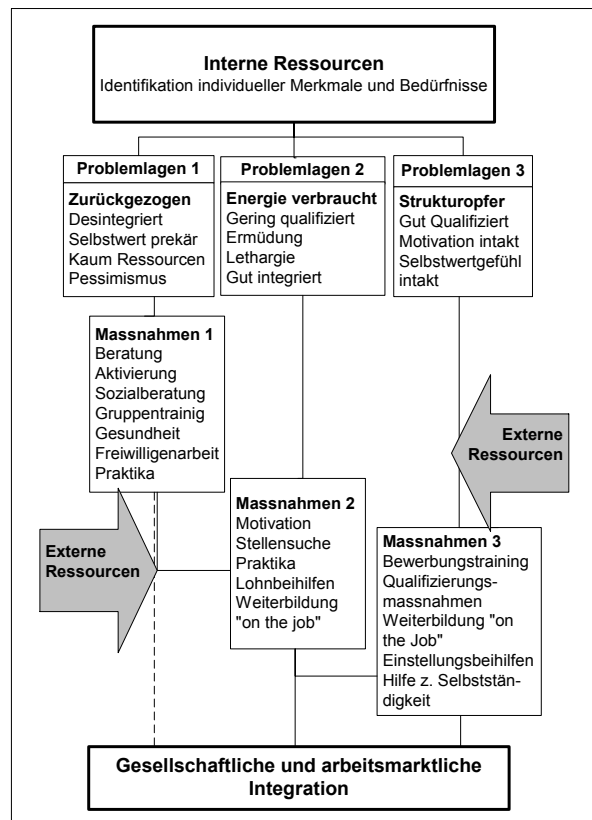 Interne Ressourcen
Identifikation individueller Merkmale und Bedürfnisse
Problemlagen 1
Zurückgezogen
Desintegriert
Selbstwert prekär
Kaum Ressourcen
Pessimismus
Problemlagen 2
Energie verbraucht
Gering qualifiziert
Ermüdung
Lethargie
Gut integriert
Problemlagen 3
Strukturopfer
Gut Qualifiziert
Motivation intakt
Selbstwertgefühl
intakt
Massnahmen 1
Beratung
Aktivierung
Sozialberatung
Gruppentrainig
Gesundheit
Freiwilligenarbeit
Praktika
Externe
Ressourcen
Massnahmen 2
Motivation
Stellensuche
Praktika
Lohnbeihilfen
Weiterbildung
"on the job"
Externe
Ressourcen
Massnahmen 3
Bewerbungstraining
Qualifizierungs-
massnahmen
Weiterbildung "on
the Job"
Einstellungsbeihilfen
Hilfe z. Selbststän-
digkeit
Gesellschaftliche und arbeitsmarktliche
Integration